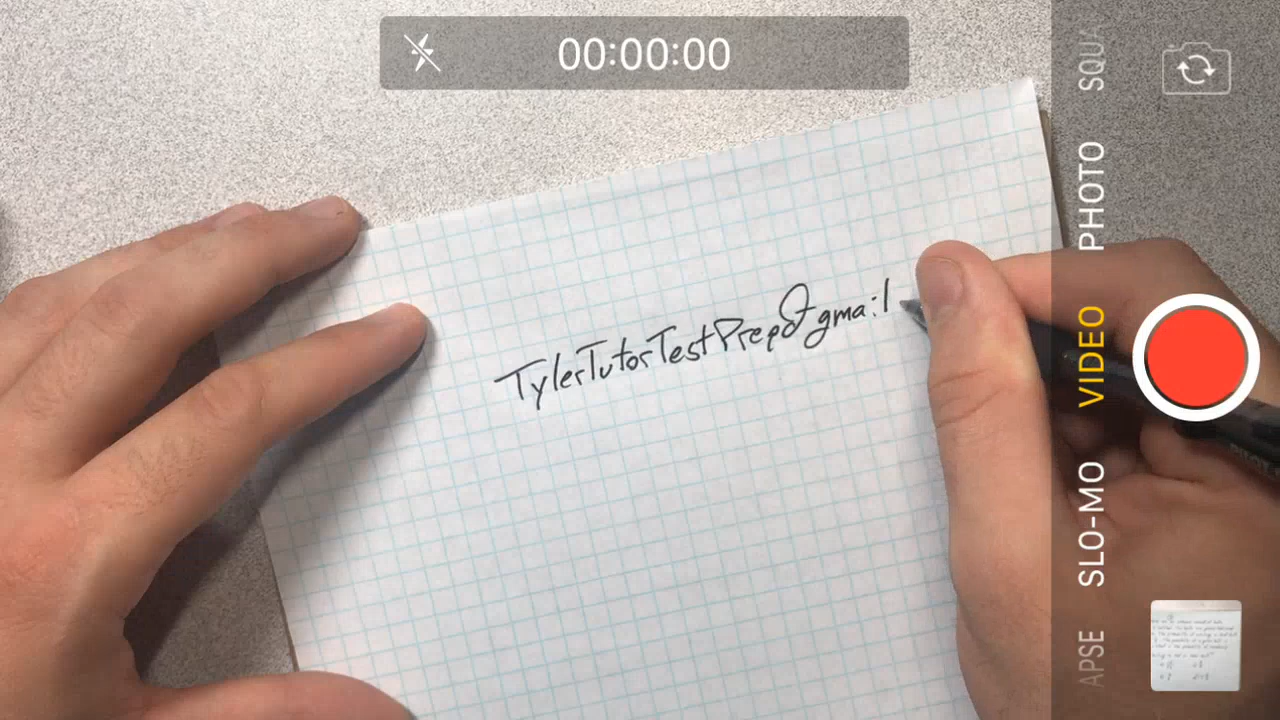 00:00:00
SQUA
PHOTO
VIDEO
SLO-MO
APSE
TylerTutorTestPrep@gmail